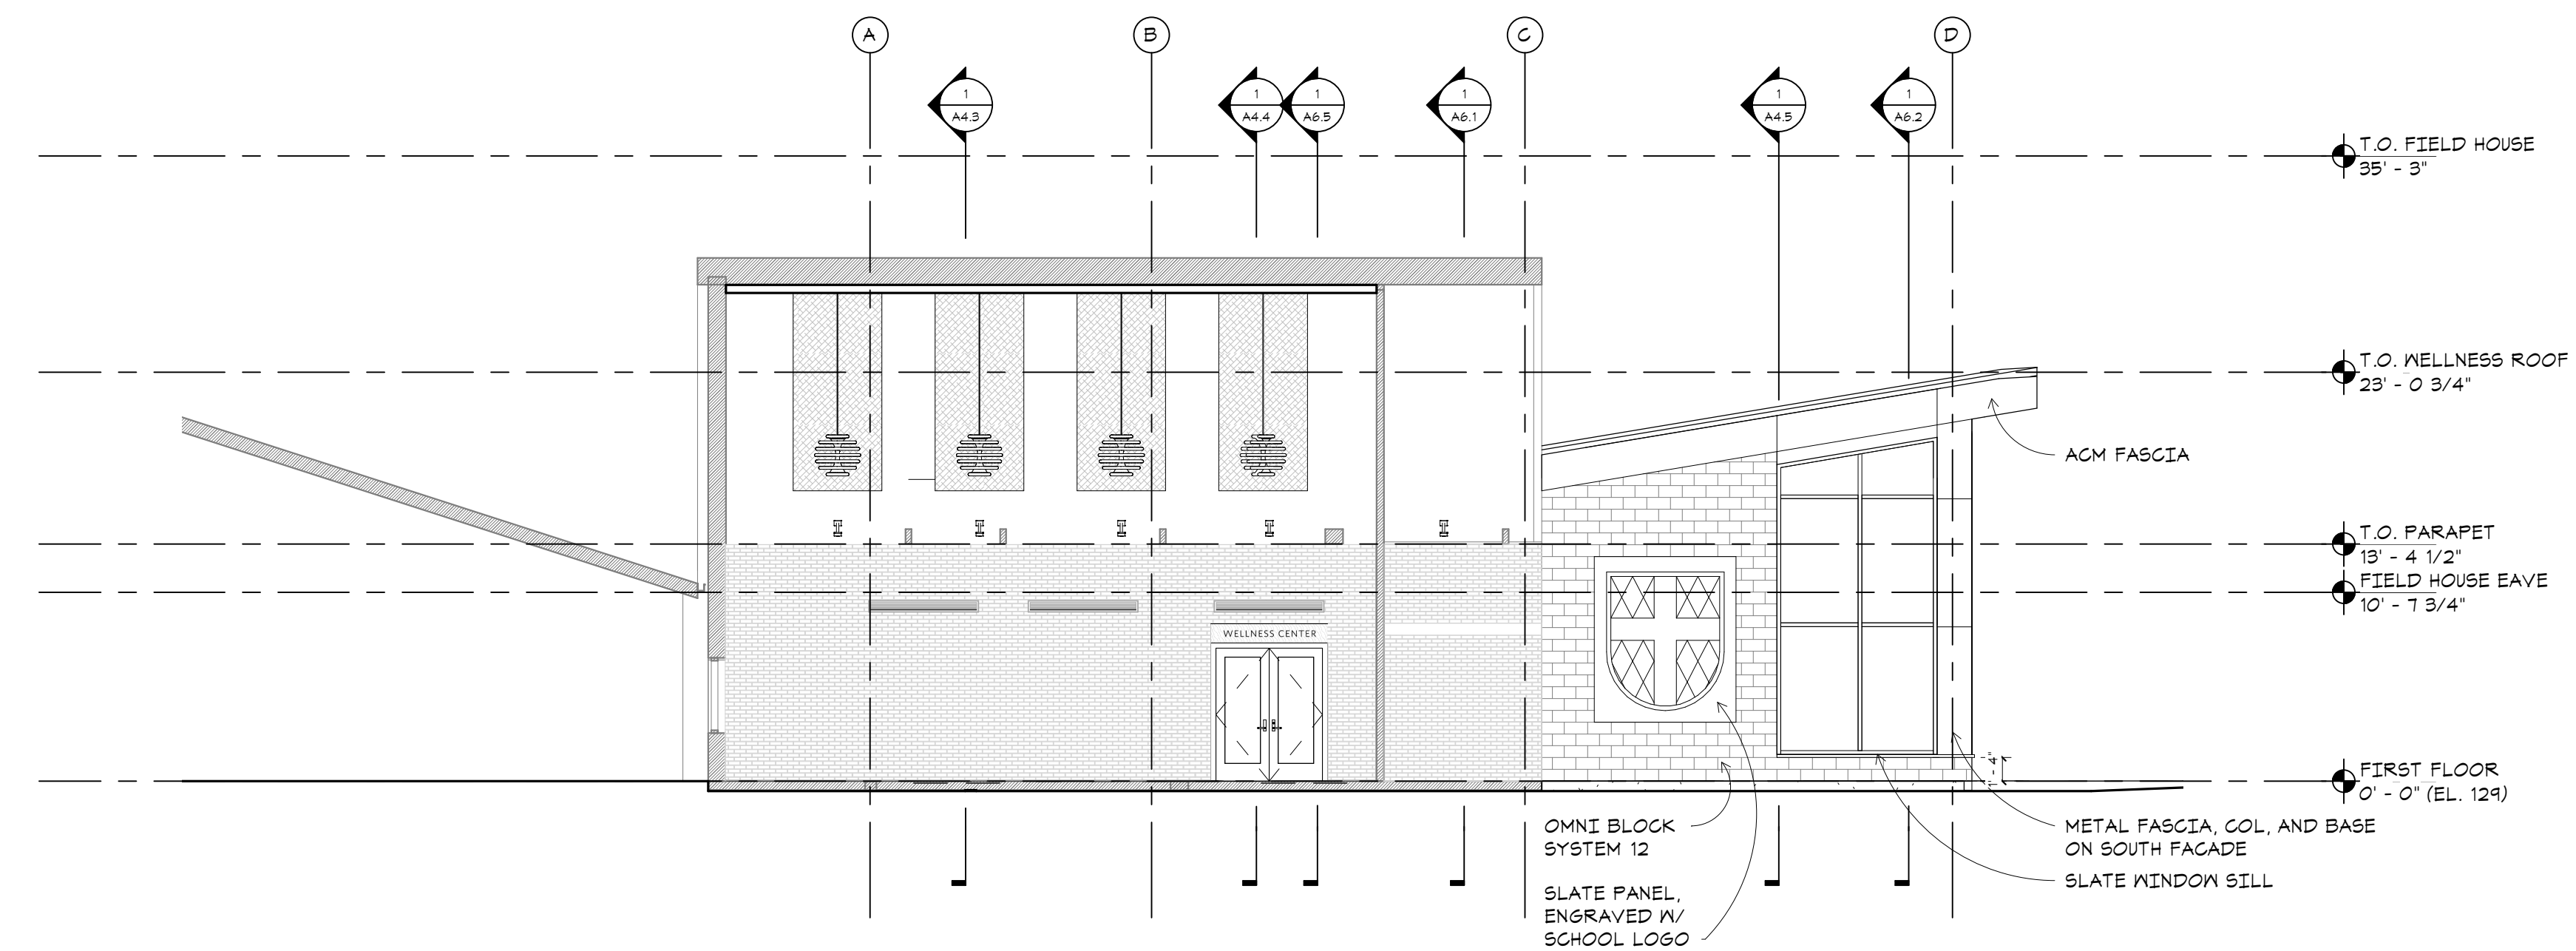 A
B
C
D
1
A4.3
1
A4.4
1
A6.5
1
A6.1
1
A4.5
1
A6.2
T.O. FIELD HOUSE
35' - 3"
T.O. WELLNESS ROOF
23' - 0 3/4"
ACM FASCIA
T.O. PARAPET
13' - 4 1/2"
FIELD HOUSE EAVE
10' - 7 3/4"
WELLNESS CENTER
1' - 4"
FIRST FLOOR
0' - 0" (EL. 129)
OMNI BLOCK
SYSTEM 12
SLATE PANEL,
ENGRAVED W/
SCHOOL LOGO
METAL FASCIA, COL, AND BASE
ON SOUTH FACADE
SLATE WINDOW SILL